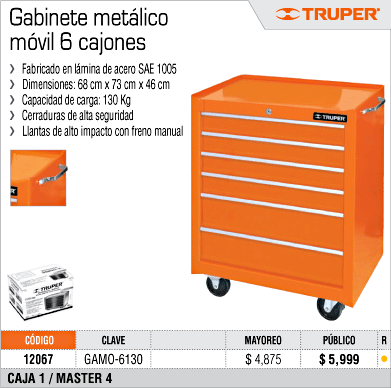 Gabinete metálico
móvil 6 cajones
TRUPER®
› Fabricado en lámina de acero SAE 1005
› Dimensiones: 68 cm x 73 cm x 46 cm
› Capacidad de carga: 130 Kg
› Cerraduras de alta seguridad
› Llantas de alto impacto con freno manual
TRUPER
TRUPER
CÓDIGO CLAVE MAYOREO PÚBLICO R
12067 GAMO-6130 $ 4,875 $ 5,999
CAJA 1 / MASTER 4